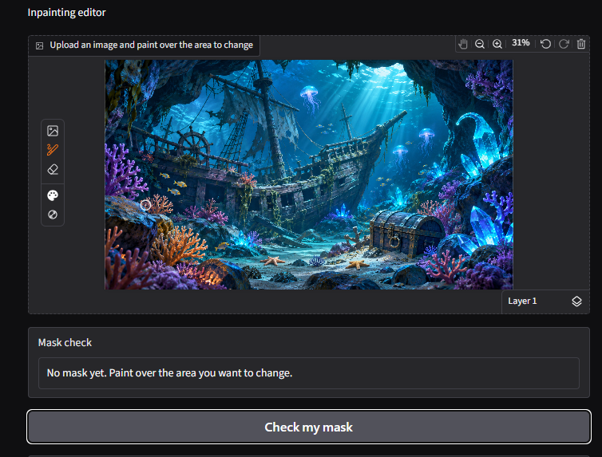 Inpainting editor
Upload an image and paint over the area to change
31%
Layer 1
Mask check
No mask yet. Paint over the area you want to change.
Check my mask